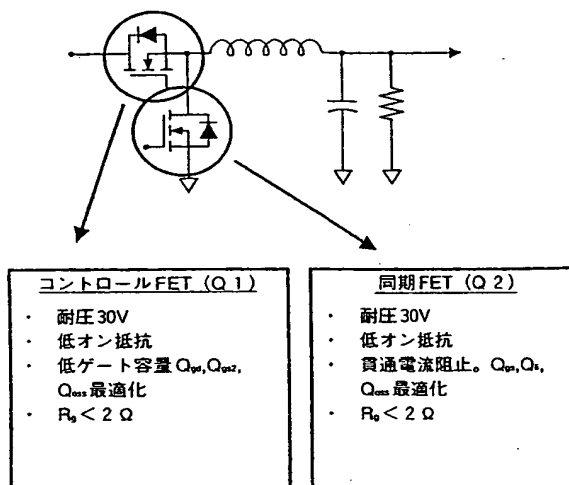 コントロールFET (Q1)
・ 耐圧30V
・ 低オン抵抗
・ 低ゲート容量Qgd,Qgs2,
Qoss最適化
・ Rg<2Ω
同期FET (Q2)
・ 耐圧30V
・ 低オン抵抗
・ 貫通電流阻止。Qgs,
Qoss最適化
・ Rg<2Ω